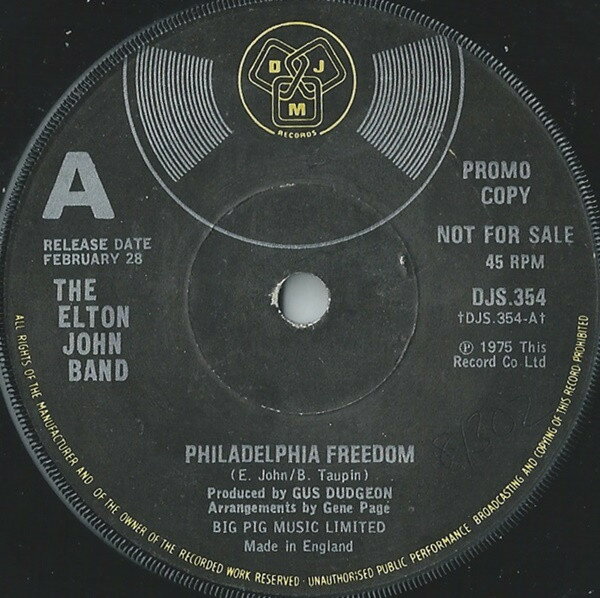 D J
M
RECORDS
A
RELEASE DATE
FEBRUARY 28
THE
ELTON
JOHN
BAND
PROMO
COPY
NOT FOR SALE
45 RPM
DJS.354
†DJS.354-A†
℗ 1975 This
Record Co Ltd
PHILADELPHIA FREEDOM
(E. John/B. Taupin)
Produced by GUS DUDGEON
Arrangements by Gene Page
BIG PIG MUSIC LIMITED
Made in England
ALL RIGHTS OF THE MANUFACTURER AND OF THE OWNER OF THE RECORDED WORK RESERVED · UNAUTHORISED PUBLIC PERFORMANCE BROADCASTING AND COPYING OF THIS RECORD PROHIBITED